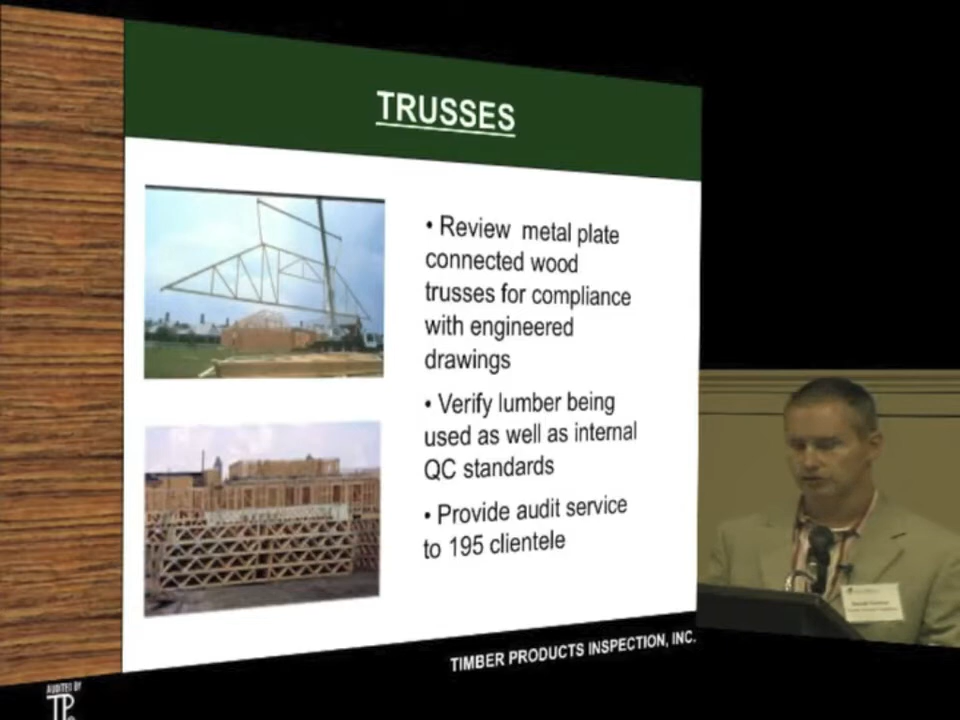 TRUSSES
• Review metal plate
connected wood
trusses for compliance
with engineered
drawings
• Verify lumber being
used as well as internal
QC standards
• Provide audit service
to 195 clientele
TIMBER PRODUCTS INSPECTION, INC.
AUDITED BY
TP